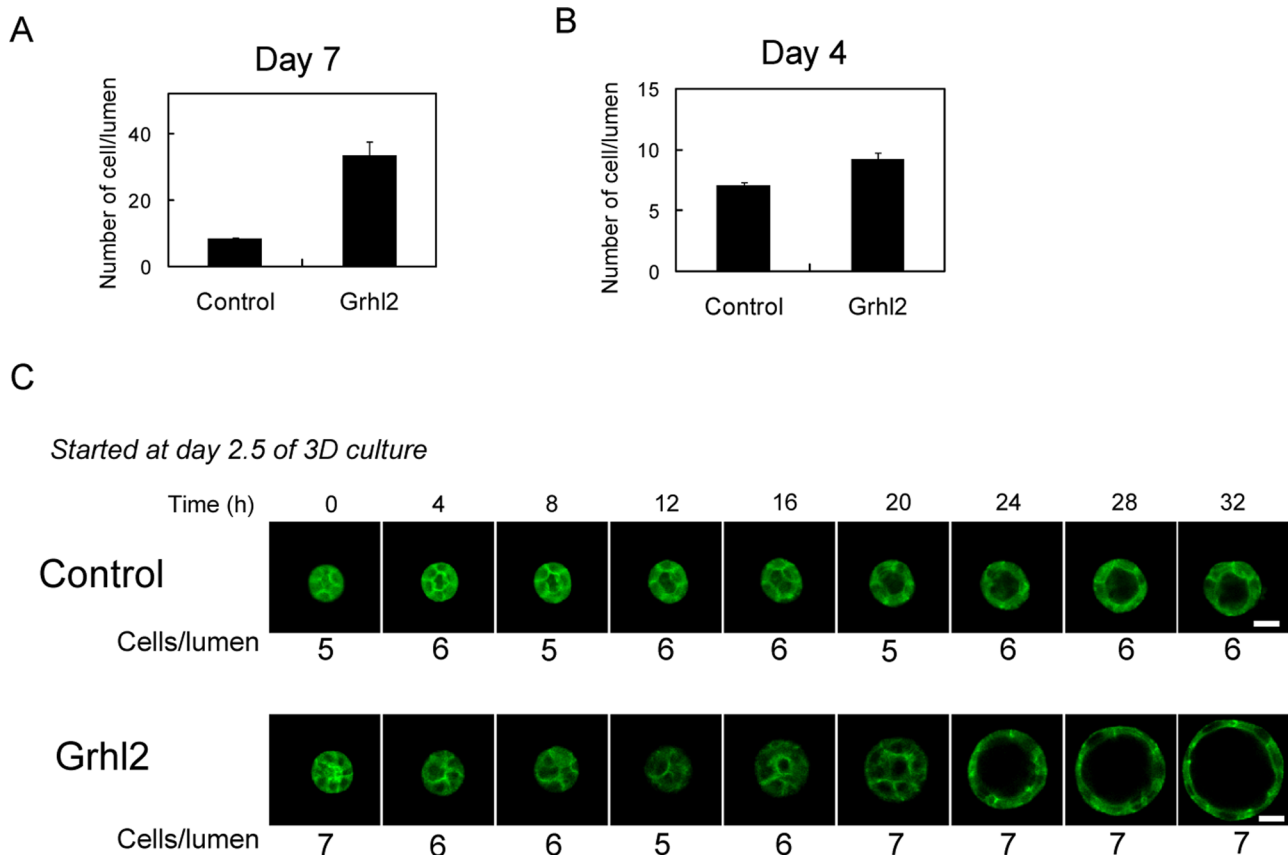 A
Day 7
Number of cell/lumen
40
20
0
Control
Grhl2
B
Day 4
Number of cell/lumen
15
10
5
0
Control
Grhl2
C
Started at day 2.5 of 3D culture
Time (h) 0 4 8 12 16 20 24 28 32
Control
Cells/lumen 5 6 5 6 6 5 6 6 6
Grhl2
Cells/lumen 7 6 6 5 6 7 7 7 7